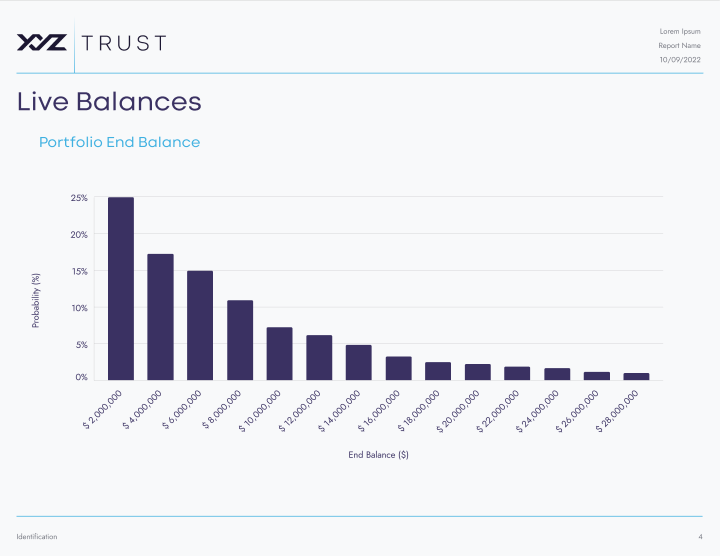 XYZ TRUST
Lorem Ipsum
Report Name
10/09/2022
Live Balances
Portfolio End Balance
25%
20%
15%
10%
5%
0%
Probability (%)
$ 2,000,000
$ 4,000,000
$ 6,000,000
$ 8,000,000
$ 10,000,000
$ 12,000,000
$ 14,000,000
$ 16,000,000
$ 18,000,000
$ 20,000,000
$ 22,000,000
$ 24,000,000
$ 26,000,000
$ 28,000,000
End Balance ($)
Identification
4